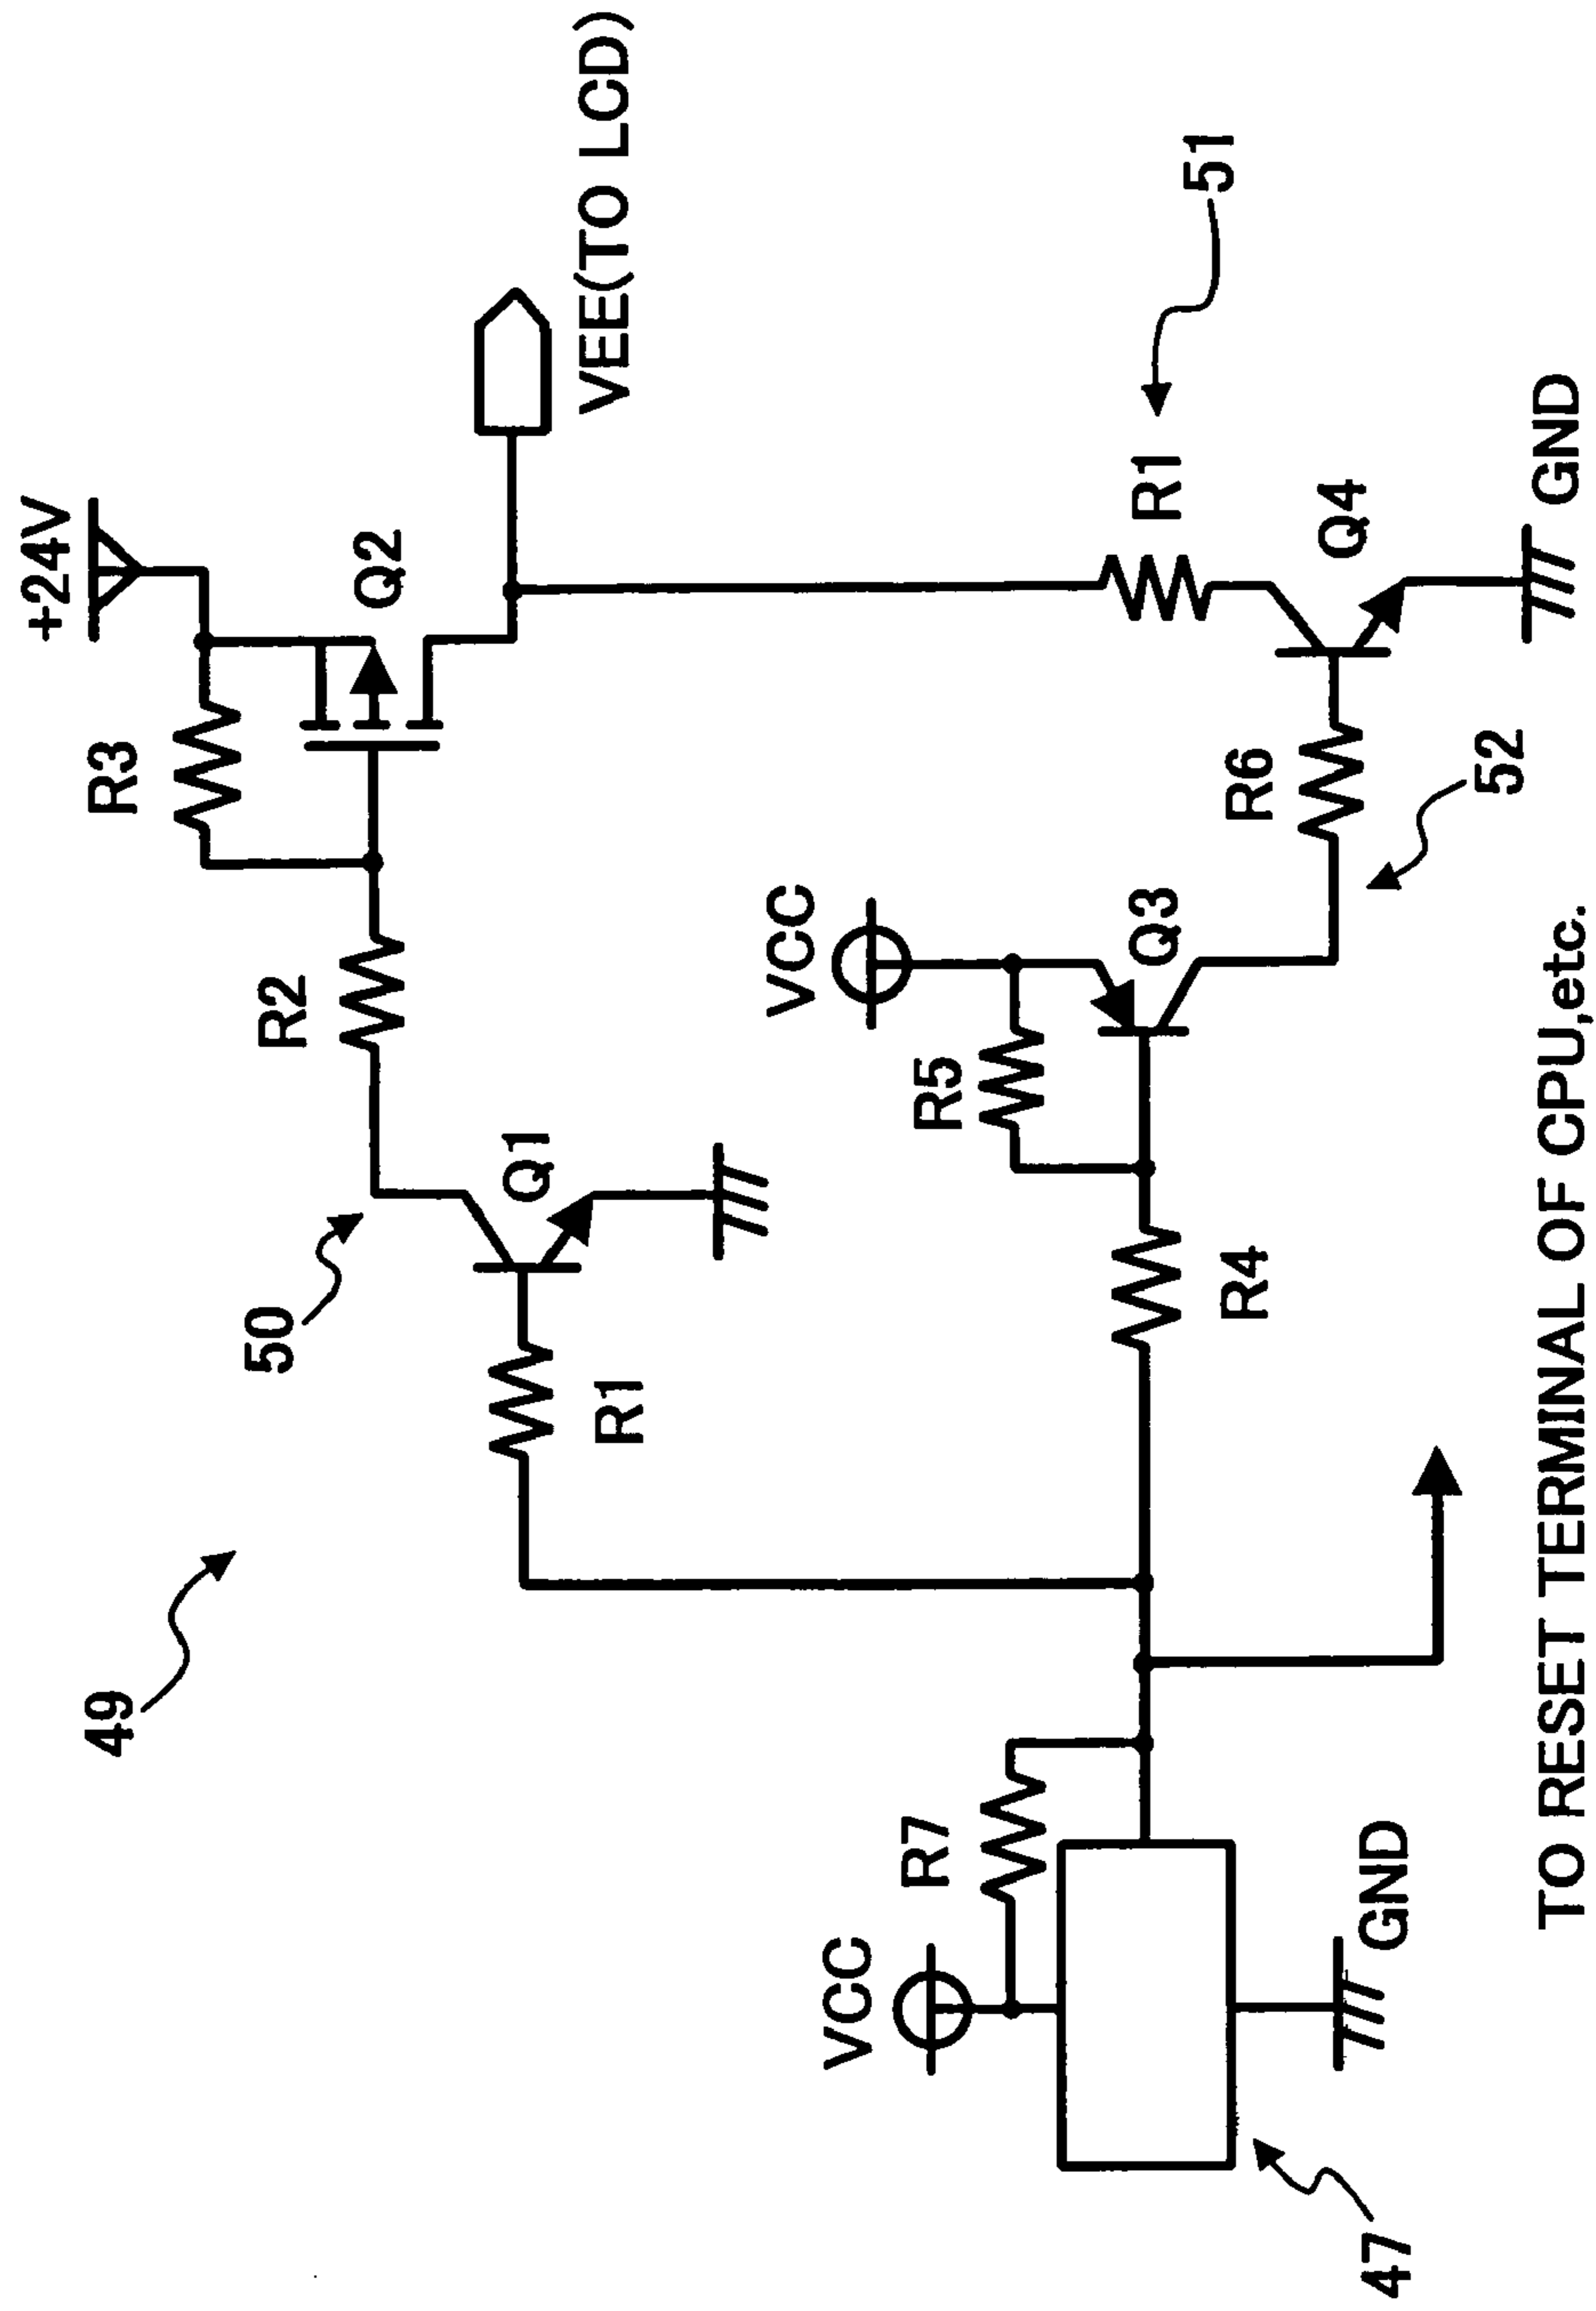 +24V
R3
Q2
VEE(TO LCD)
R2
50
Q1
R1
49
VCC
R5
Q3
R4
R6
52
R1
51
Q4
GND
VCC
R7
GND
47
TO RESET TERMINAL OF CPU,etc.